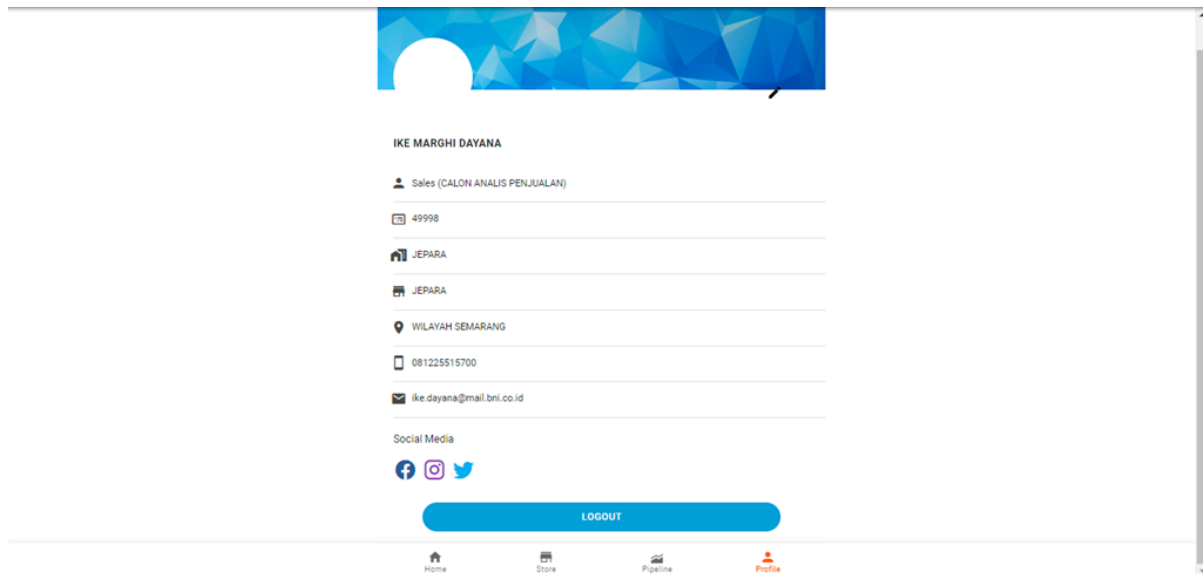 IKE MARGHI DAYANA
Sales (CALON ANALIS PENJUALAN)
49998
JEPARA
JEPARA
WILAYAH SEMARANG
081225515700
ike.dayana@mail.bni.co.id
Social Media
LOGOUT
Home
Store
Pipeline
Profile